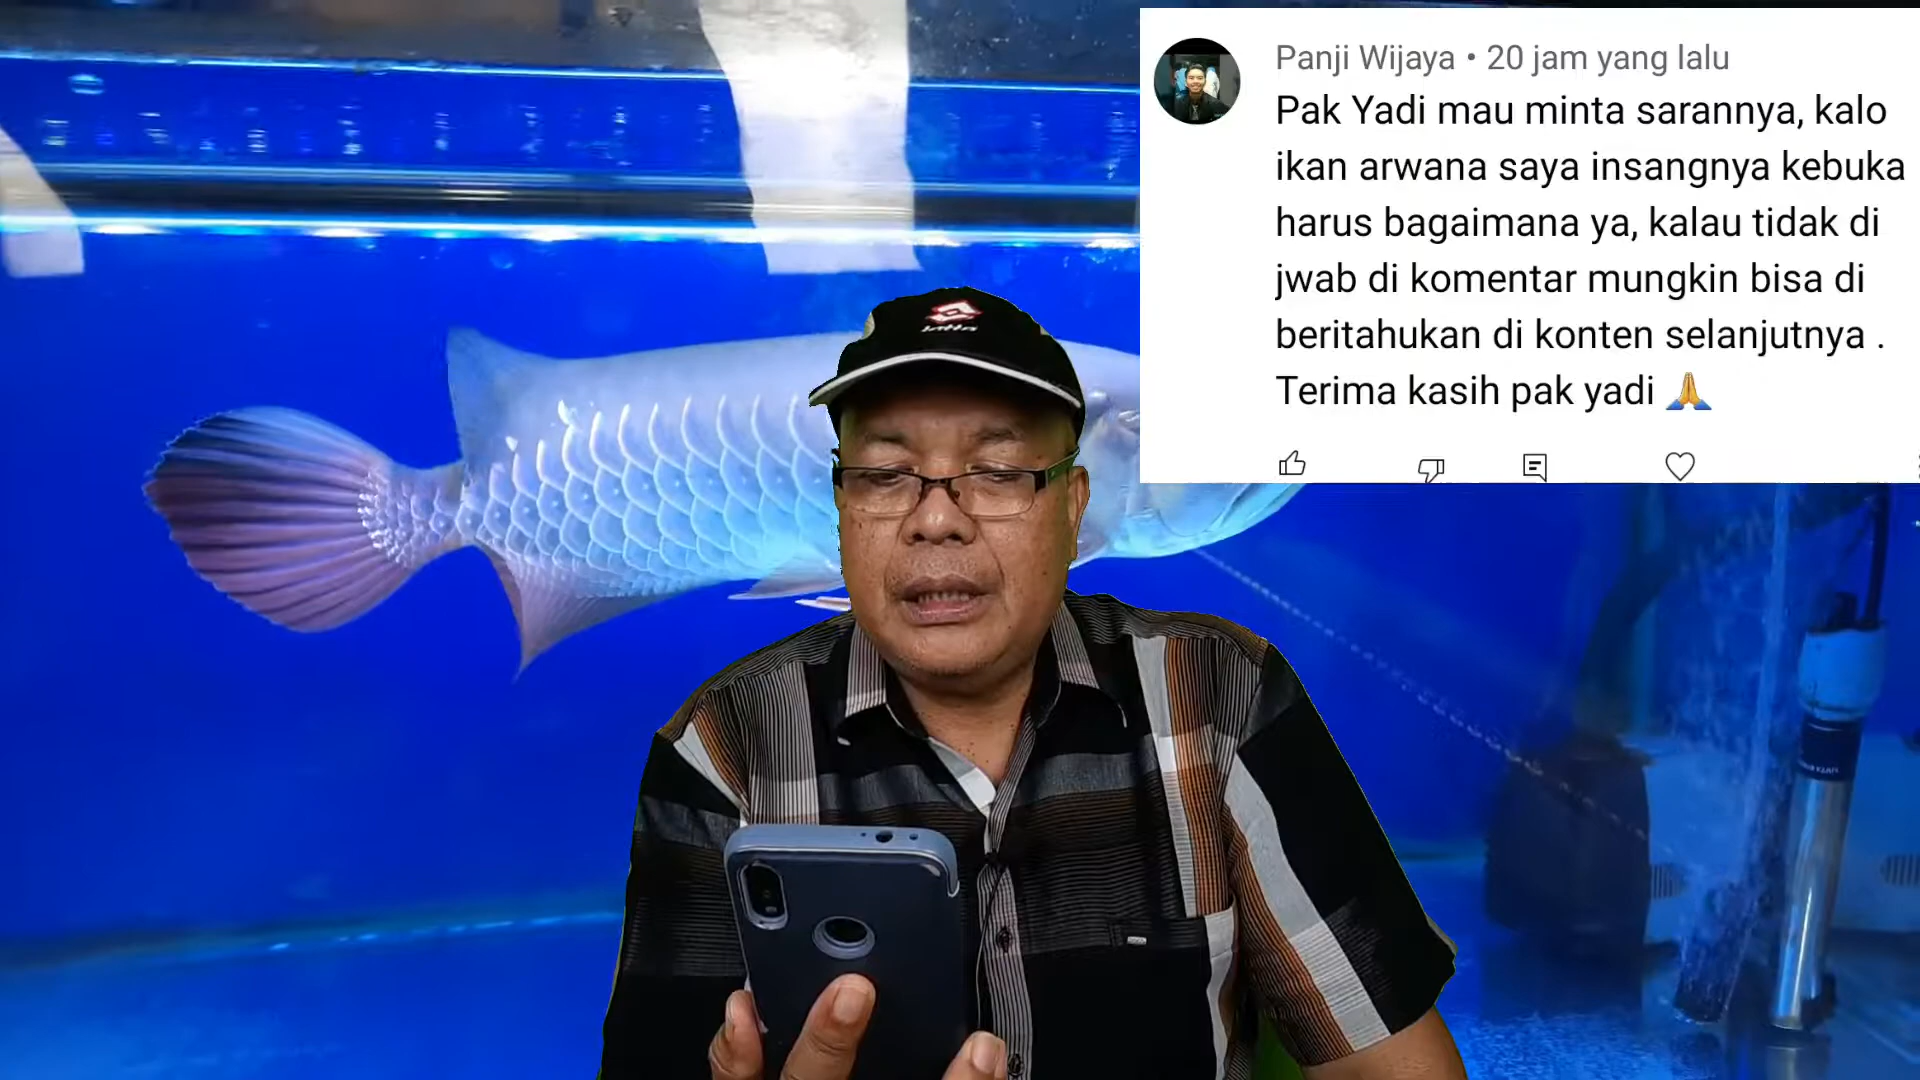 Panji Wijaya • 20 jam yang lalu
Pak Yadi mau minta sarannya, kalo
ikan arwana saya insangnya kebuka
harus bagaimana ya, kalau tidak di
jwab di komentar mungkin bisa di
beritahukan di konten selanjutnya .
Terima kasih pak yadi 🙏
lotto